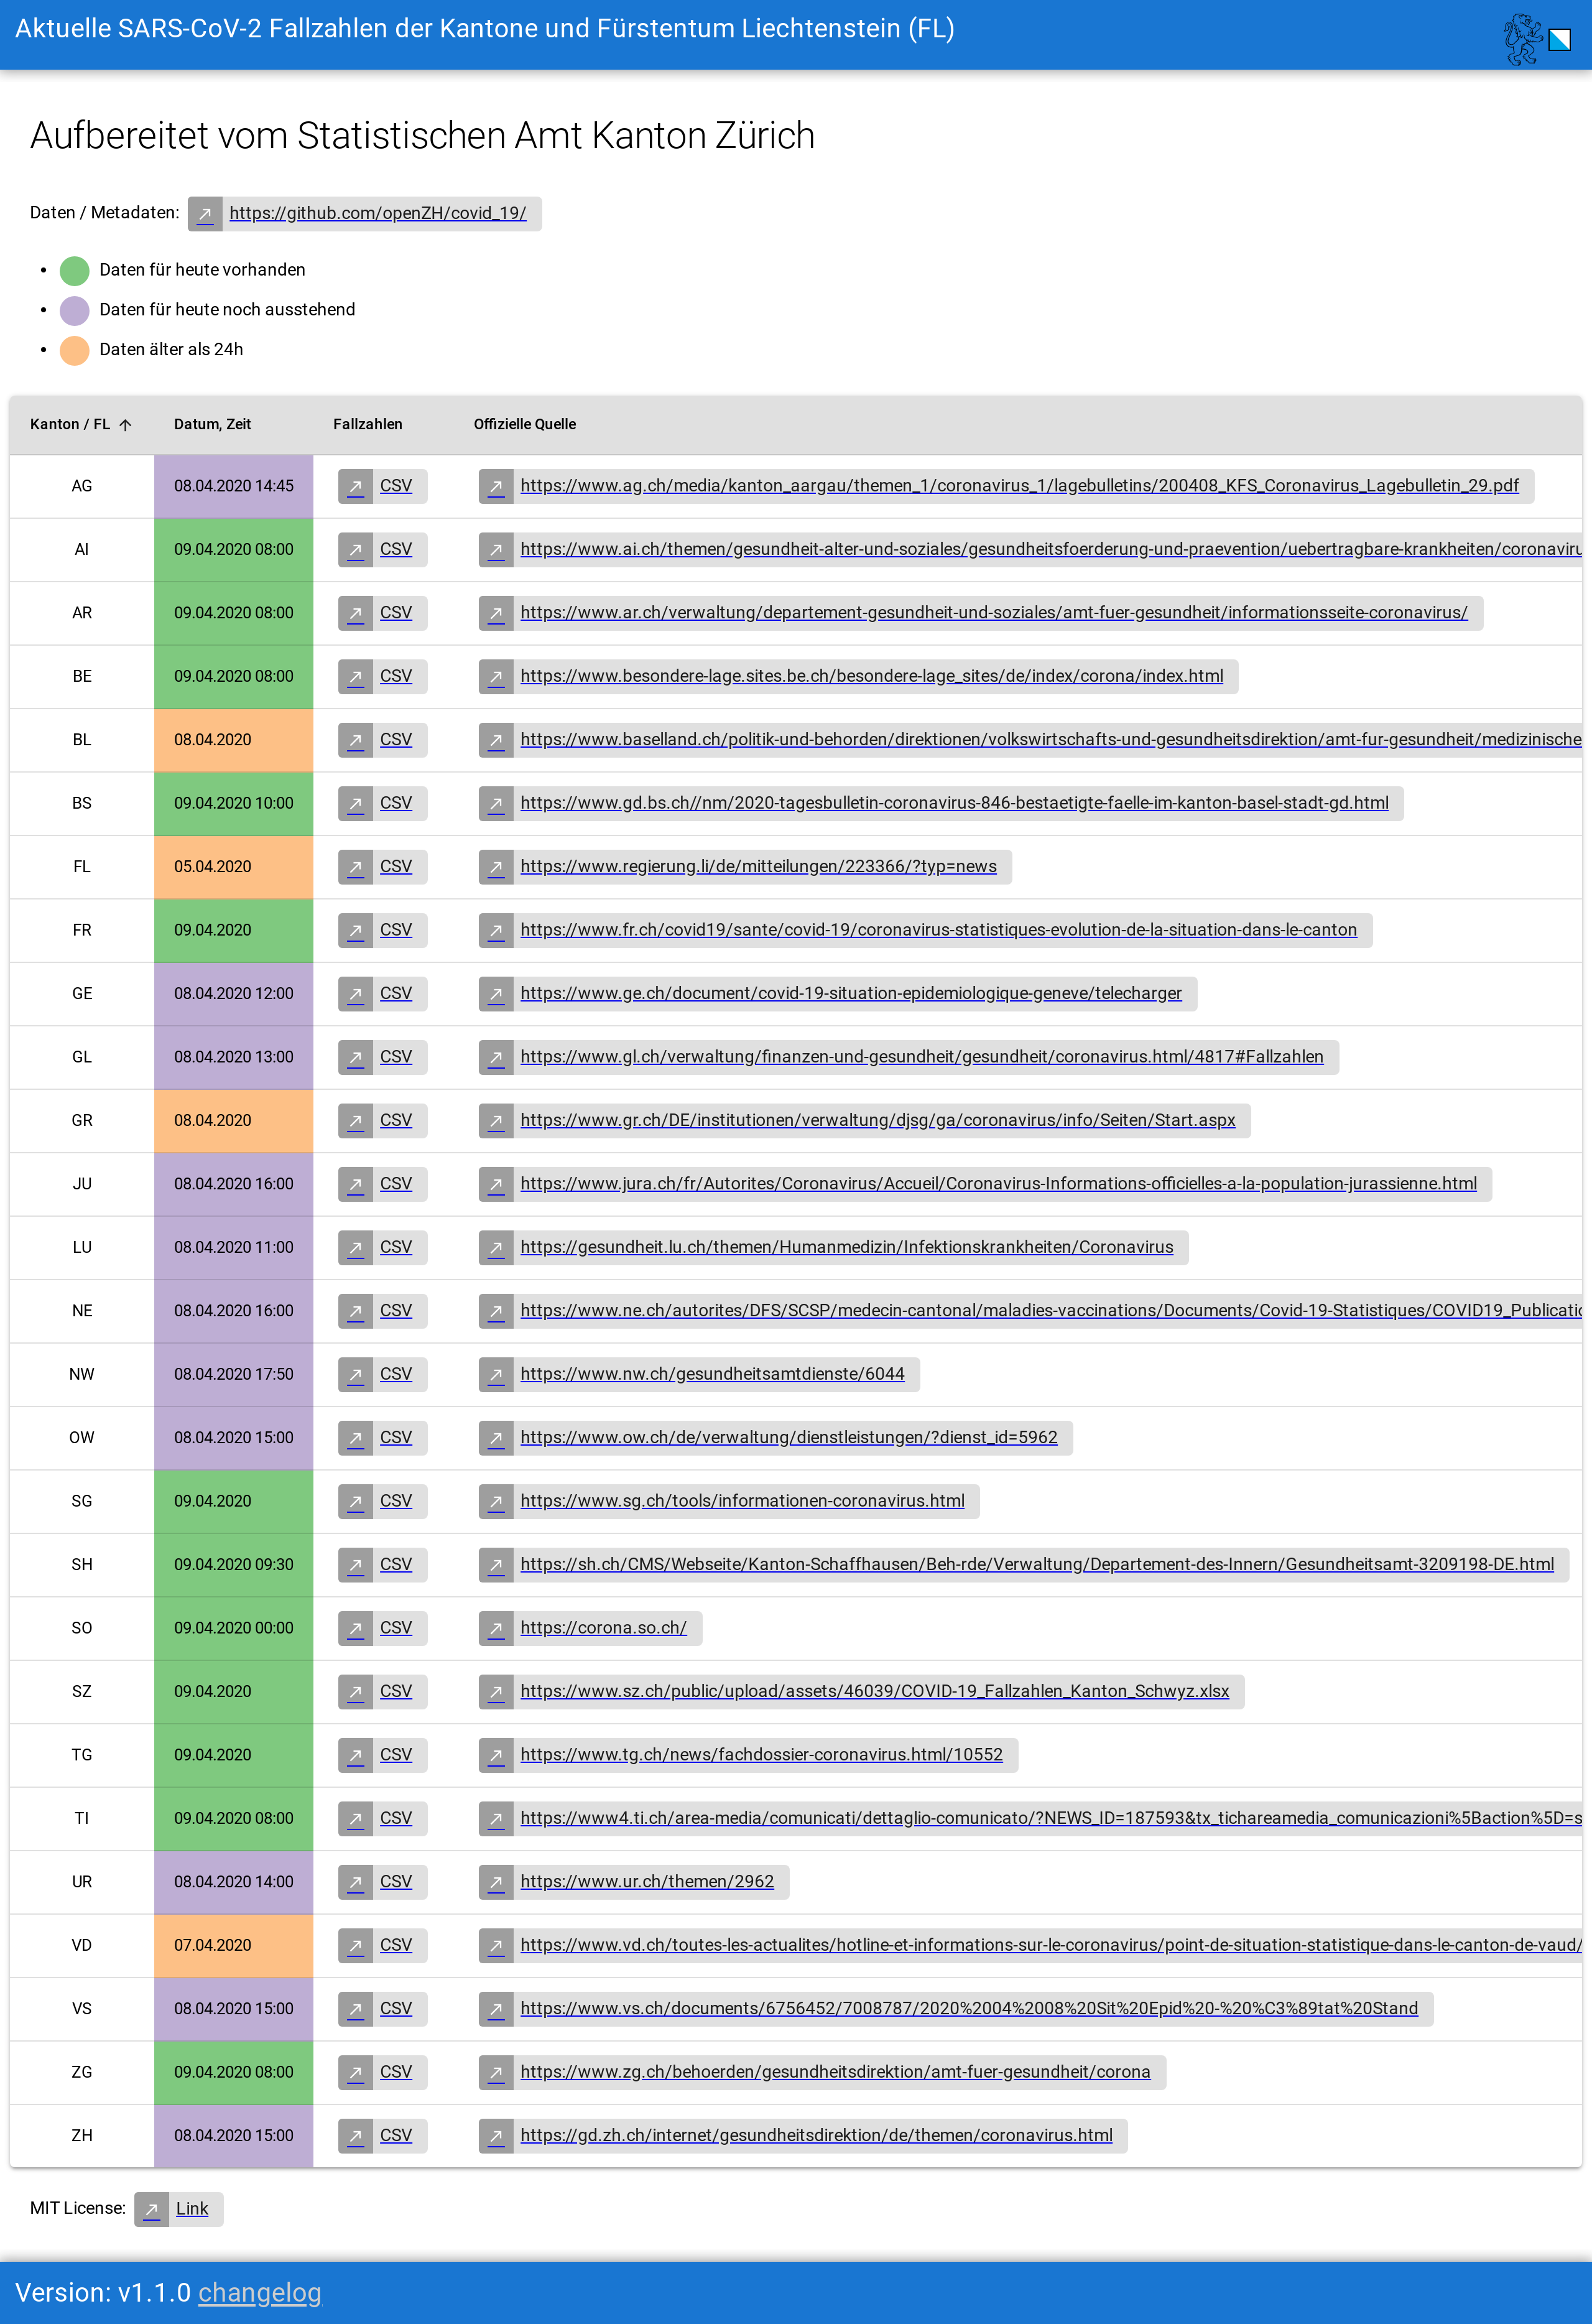 Aktuelle SARS-CoV-2 Fallzahlen der Kantone und Fürstentum Liechtenstein (FL)
Aufbereitet vom Statistischen Amt Kanton Zürich
Daten / Metadaten: https://github.com/openZH/covid_19/
Daten für heute vorhanden
Daten für heute noch ausstehend
Daten älter als 24h
Kanton / FL Datum, Zeit Fallzahlen Offizielle Quelle
AG 08.04.2020 14:45 CSV https://www.ag.ch/media/kanton_aargau/themen_1/coronavirus_1/lagebulletins/200408_KFS_Coronavirus_Lagebulletin_29.pdf
AI 09.04.2020 08:00 CSV https://www.ai.ch/themen/gesundheit-alter-und-soziales/gesundheitsfoerderung-und-praevention/uebertragbare-krankheiten/coronaviru
AR 09.04.2020 08:00 CSV https://www.ar.ch/verwaltung/departement-gesundheit-und-soziales/amt-fuer-gesundheit/informationsseite-coronavirus/
BE 09.04.2020 08:00 CSV https://www.besondere-lage.sites.be.ch/besondere-lage_sites/de/index/corona/index.html
BL 08.04.2020 CSV https://www.baselland.ch/politik-und-behorden/direktionen/volkswirtschafts-und-gesundheitsdirektion/amt-fur-gesundheit/medizinische
BS 09.04.2020 10:00 CSV https://www.gd.bs.ch//nm/2020-tagesbulletin-coronavirus-846-bestaetigte-faelle-im-kanton-basel-stadt-gd.html
FL 05.04.2020 CSV https://www.regierung.li/de/mitteilungen/223366/?typ=news
FR 09.04.2020 CSV https://www.fr.ch/covid19/sante/covid-19/coronavirus-statistiques-evolution-de-la-situation-dans-le-canton
GE 08.04.2020 12:00 CSV https://www.ge.ch/document/covid-19-situation-epidemiologique-geneve/telecharger
GL 08.04.2020 13:00 CSV https://www.gl.ch/verwaltung/finanzen-und-gesundheit/gesundheit/coronavirus.html/4817#Fallzahlen
GR 08.04.2020 CSV https://www.gr.ch/DE/institutionen/verwaltung/djsg/ga/coronavirus/info/Seiten/Start.aspx
JU 08.04.2020 16:00 CSV https://www.jura.ch/fr/Autorites/Coronavirus/Accueil/Coronavirus-Informations-officielles-a-la-population-jurassienne.html
LU 08.04.2020 11:00 CSV https://gesundheit.lu.ch/themen/Humanmedizin/Infektionskrankheiten/Coronavirus
NE 08.04.2020 16:00 CSV https://www.ne.ch/autorites/DFS/SCSP/medecin-cantonal/maladies-vaccinations/Documents/Covid-19-Statistiques/COVID19_Publicatio
NW 08.04.2020 17:50 CSV https://www.nw.ch/gesundheitsamtdienste/6044
OW 08.04.2020 15:00 CSV https://www.ow.ch/de/verwaltung/dienstleistungen/?dienst_id=5962
SG 09.04.2020 CSV https://www.sg.ch/tools/informationen-coronavirus.html
SH 09.04.2020 09:30 CSV https://sh.ch/CMS/Webseite/Kanton-Schaffhausen/Beh-rde/Verwaltung/Departement-des-Innern/Gesundheitsamt-3209198-DE.html
SO 09.04.2020 00:00 CSV https://corona.so.ch/
SZ 09.04.2020 CSV https://www.sz.ch/public/upload/assets/46039/COVID-19_Fallzahlen_Kanton_Schwyz.xlsx
TG 09.04.2020 CSV https://www.tg.ch/news/fachdossier-coronavirus.html/10552
TI 09.04.2020 08:00 CSV https://www4.ti.ch/area-media/comunicati/dettaglio-comunicato/?NEWS_ID=187593&tx_tichareamedia_comunicazioni%5Baction%5D=s
UR 08.04.2020 14:00 CSV https://www.ur.ch/themen/2962
VD 07.04.2020 CSV https://www.vd.ch/toutes-les-actualites/hotline-et-informations-sur-le-coronavirus/point-de-situation-statistique-dans-le-canton-de-vaud/
VS 08.04.2020 15:00 CSV https://www.vs.ch/documents/6756452/7008787/2020%2004%2008%20Sit%20Epid%20-%20%C3%89tat%20Stand
ZG 09.04.2020 08:00 CSV https://www.zg.ch/behoerden/gesundheitsdirektion/amt-fuer-gesundheit/corona
ZH 08.04.2020 15:00 CSV https://gd.zh.ch/internet/gesundheitsdirektion/de/themen/coronavirus.html
MIT License: Link
Version: v1.1.0 changelog